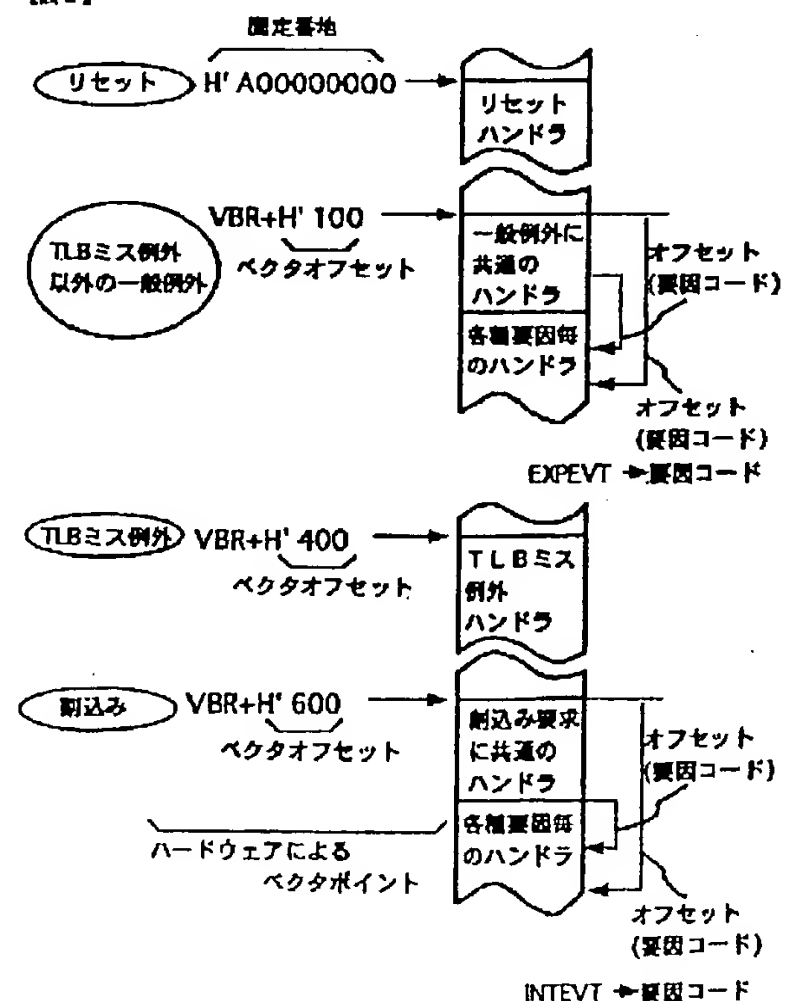 固定番地
リセット H' A00000000
リセット
ハンドラ
VBR+H' 100
ベクタオフセット
TLBミス例外
以外の一般例外
一般例外に
共通の
ハンドラ
各種要因毎
のハンドラ
オフセット
(要因コード)
オフセット
(要因コード)
EXPEVT 要因コード
TLBミス例外 VBR+H' 400
ベクタオフセット
TLBミス
例外
ハンドラ
割込み VBR+H' 600
ベクタオフセット
割込み要求
に共通の
ハンドラ
各種要因毎
のハンドラ
オフセット
(要因コード)
ハードウェアによる
ベクタポイント
オフセット
(要因コード)
INTEVT 要因コード